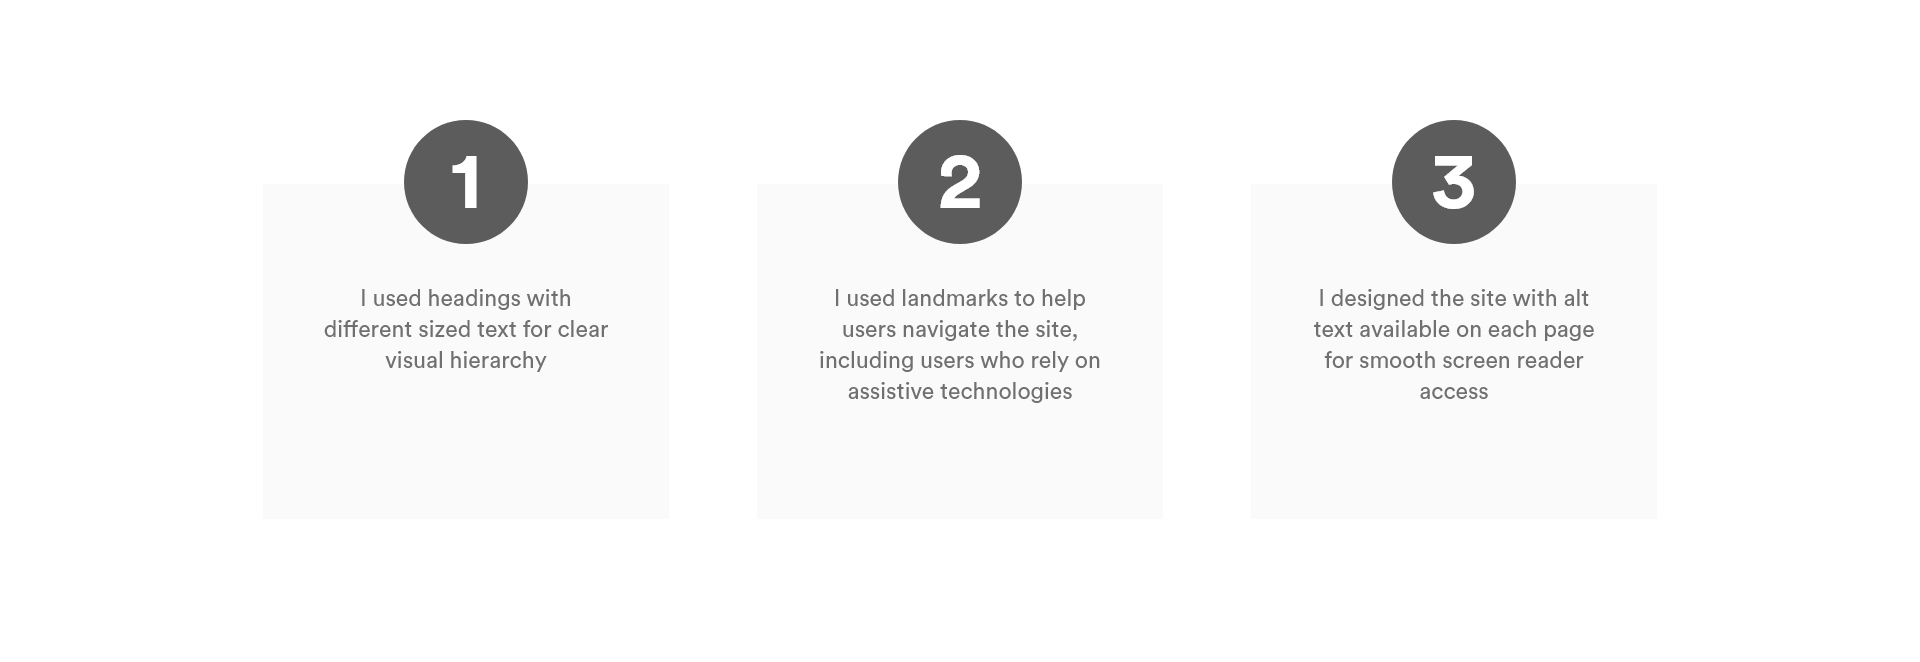 1
I used headings with
different sized text for clear
visual hierarchy
2
I used landmarks to help
users navigate the site,
including users who rely on
assistive technologies
3
I designed the site with alt
text available on each page
for smooth screen reader
access